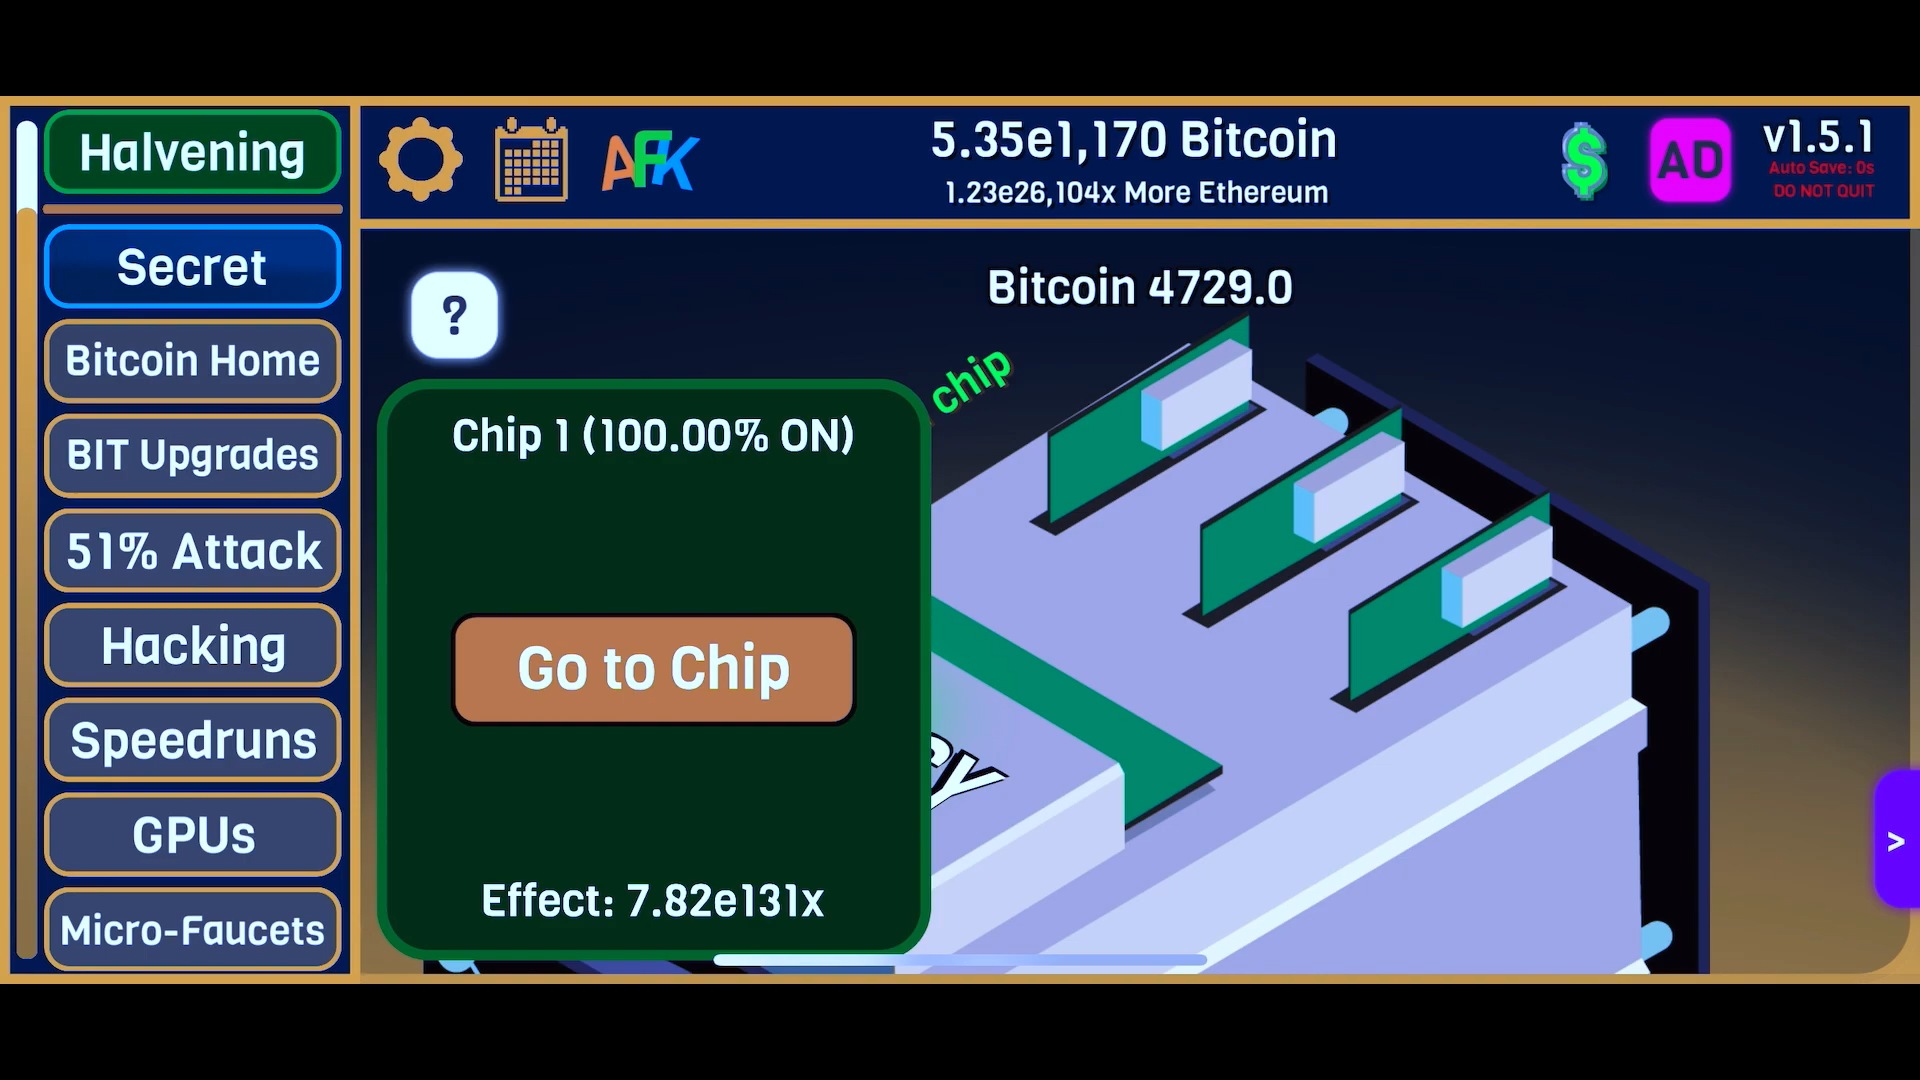 Halvening
Secret
Bitcoin Home
BIT Upgrades
51% Attack
Hacking
Speedruns
GPUs
Micro-Faucets
AFK
5.35e1,170 Bitcoin
1.23e26,104x More Ethereum
$
AD
v1.5.1
Auto Save: 0s
DO NOT QUIT
?
Bitcoin 4729.0
chip
Chip 1 (100.00% ON)
Go to Chip
Effect: 7.82e131x
>